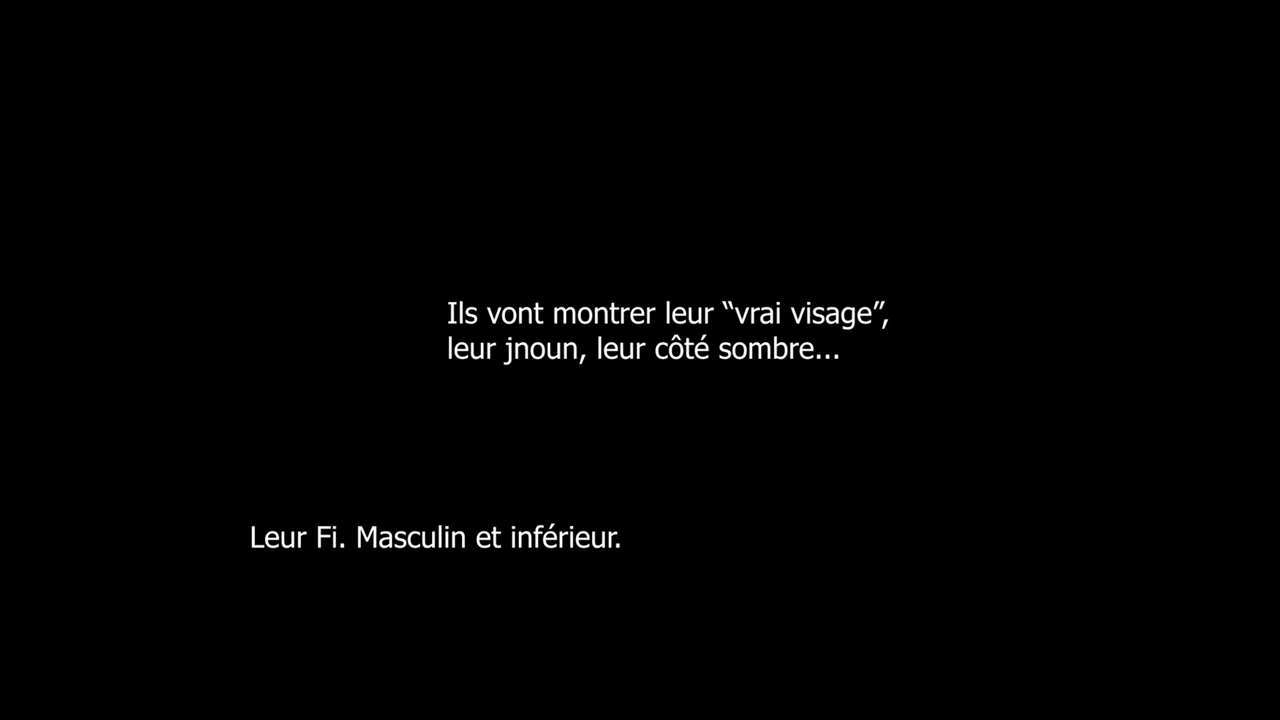 Ils vont montrer leur “vrai visage”,
leur jnoun, leur côté sombre...
Leur Fi. Masculin et inférieur.